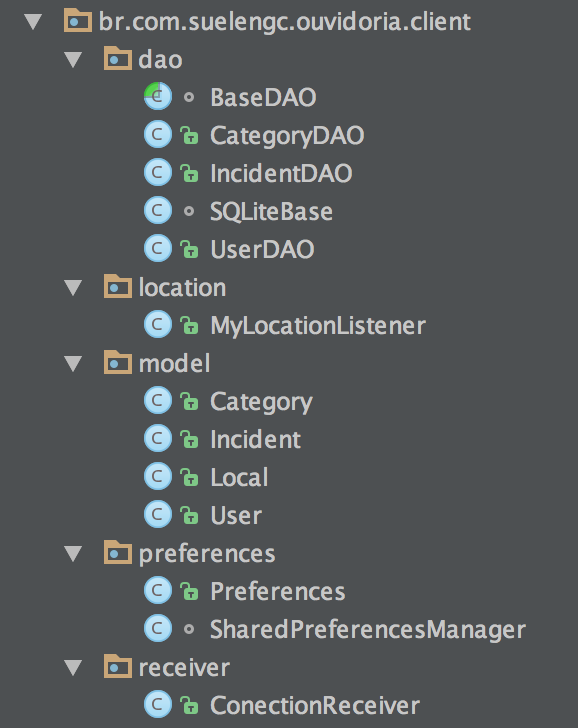 br.com.suelengc.ouvidoria.client
dao
BaseDAO
CategoryDAO
IncidentDAO
SQLiteBase
UserDAO
location
MyLocationListener
model
Category
Incident
Local
User
preferences
Preferences
SharedPreferencesManager
receiver
ConectionReceiver